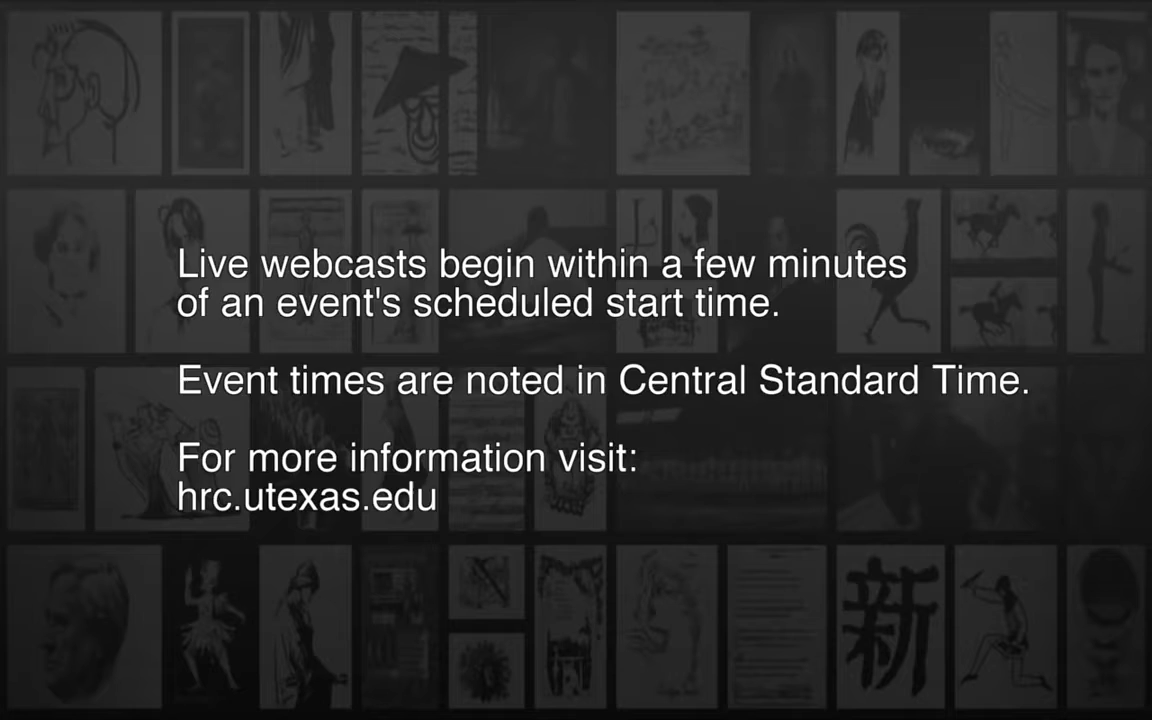 Live webcasts begin within a few minutes
of an event's scheduled start time.
Event times are noted in Central Standard Time.
For more information visit:
hrc.utexas.edu
新